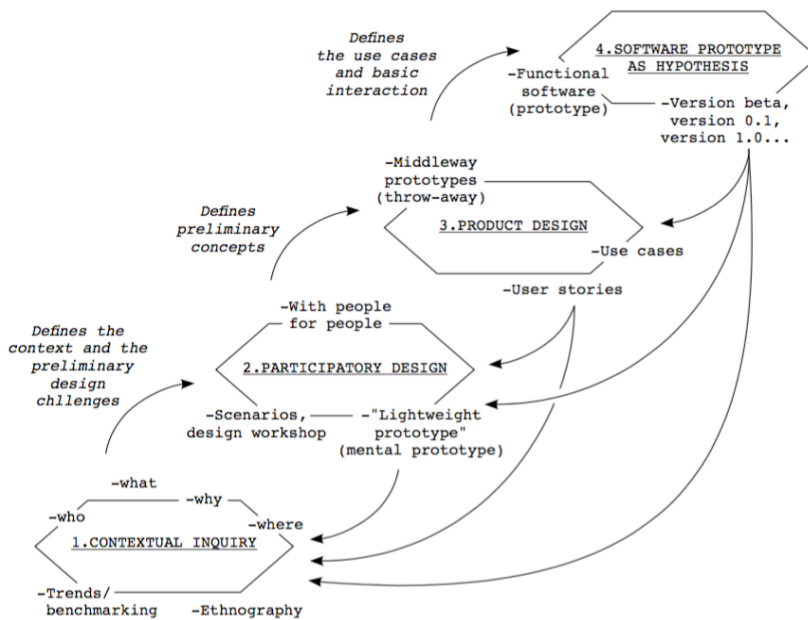 Defines
the use cases
and basic
interaction
4.SOFTWARE PROTOTYPE
AS HYPOTHESIS
-Functional
software
(prototype)
-Version beta,
version 0.1,
version 1.0...
-Middleway
prototypes
(throw-away)
Defines
preliminary
concepts
3.PRODUCT DESIGN
-Use cases
-User stories
-With people
for people
Defines the
context and the
preliminary
design
chllenges
2.PARTICIPATORY DESIGN
-Scenarios,
design workshop
-"Lightweight
prototype"
(mental prototype)
-what
-why
-who
-where
1.CONTEXTUAL INQUIRY
-Trends/
benchmarking
-Ethnography